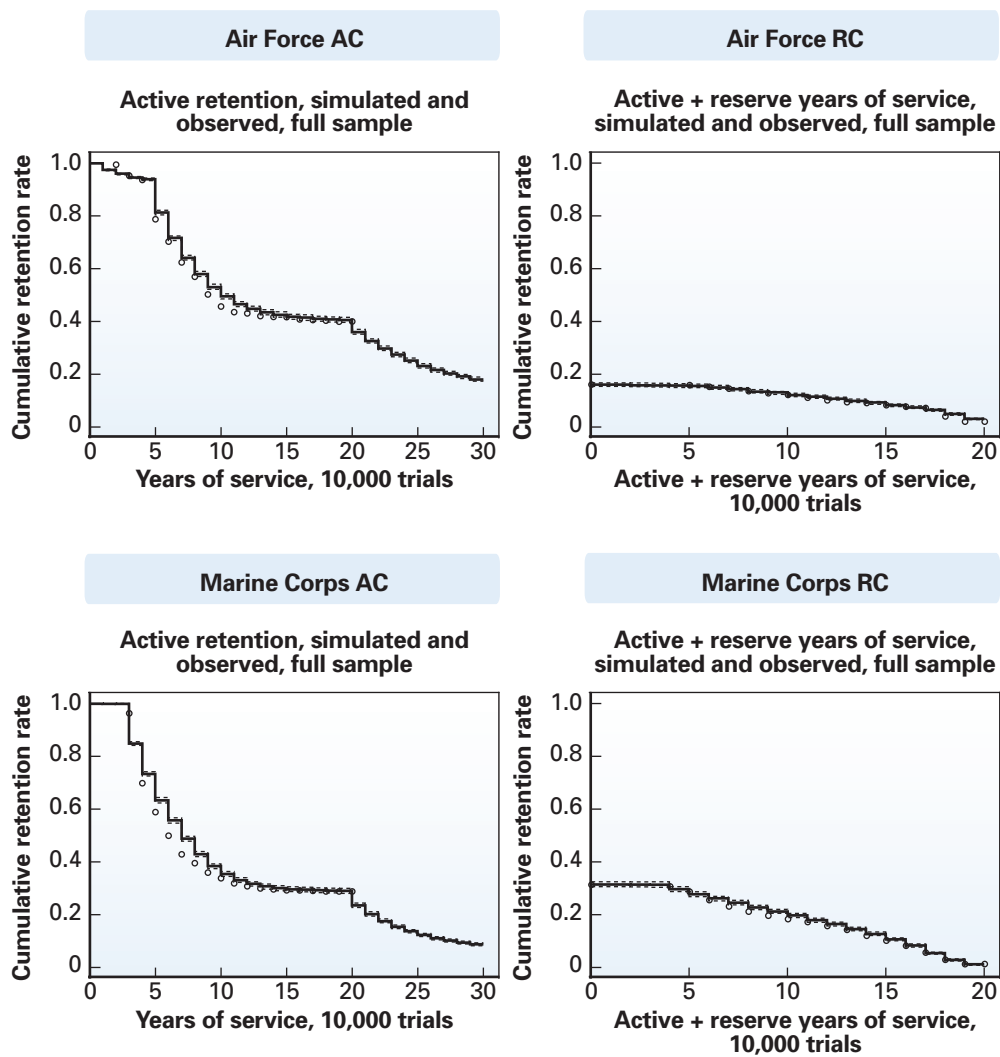 Air Force AC
Active retention, simulated and
observed, full sample
Cumulative retention rate
1.0
0.8
0.6
0.4
0.2
0
0 5 10 15 20 25 30
Years of service, 10,000 trials
Air Force RC
Active + reserve years of service,
simulated and observed, full sample
Cumulative retention rate
1.0
0.8
0.6
0.4
0.2
0
0 5 10 15 20
Active + reserve years of service,
10,000 trials
Marine Corps AC
Active retention, simulated and
observed, full sample
Cumulative retention rate
1.0
0.8
0.6
0.4
0.2
0
0 5 10 15 20 25 30
Years of service, 10,000 trials
Marine Corps RC
Active + reserve years of service,
simulated and observed, full sample
Cumulative retention rate
1.0
0.8
0.6
0.4
0.2
0
0 5 10 15 20
Active + reserve years of service,
10,000 trials